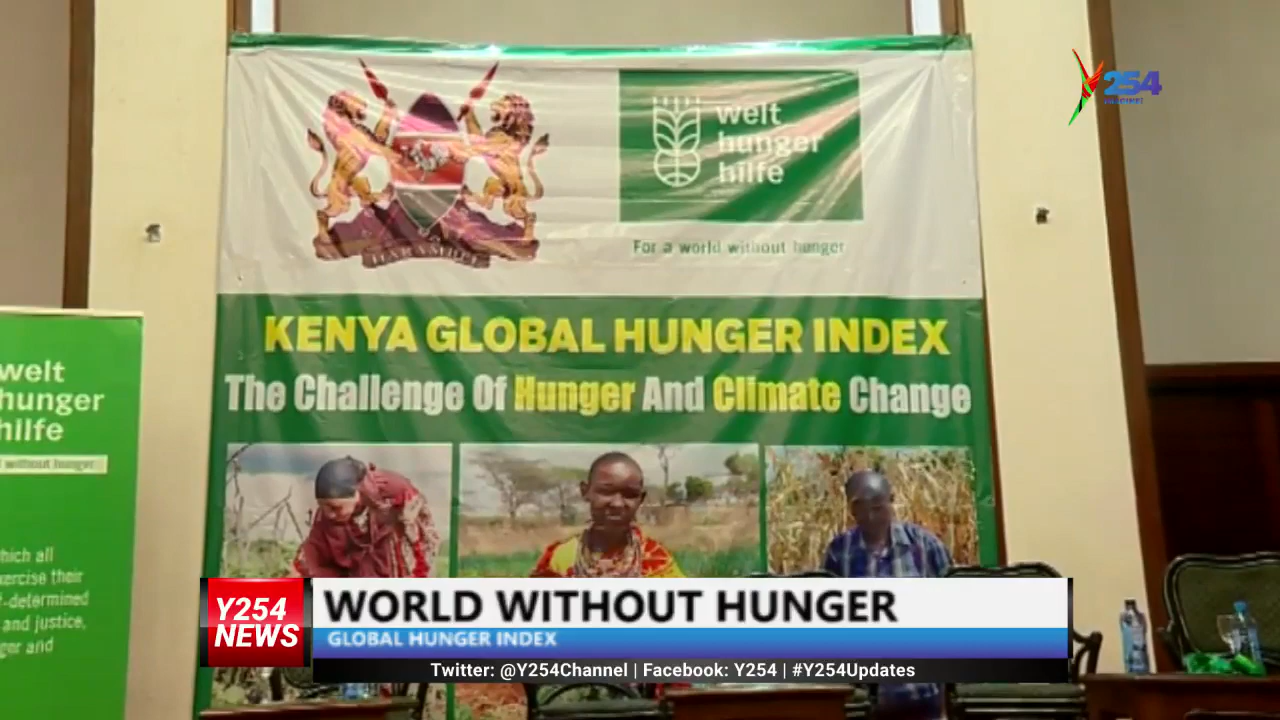 254
welt
hunger
hilfe
For a world without hunger
HARAMBEE
KENYA GLOBAL HUNGER INDEX
The Challenge Of Hunger And Climate Change
welt
hunger
hilfe
without hunger
hich all
xercise their
f-determined
and justice,
ger and
Y254
NEWS
WORLD WITHOUT HUNGER
GLOBAL HUNGER INDEX
Twitter: @Y254Channel | Facebook: Y254 | #Y254Updates